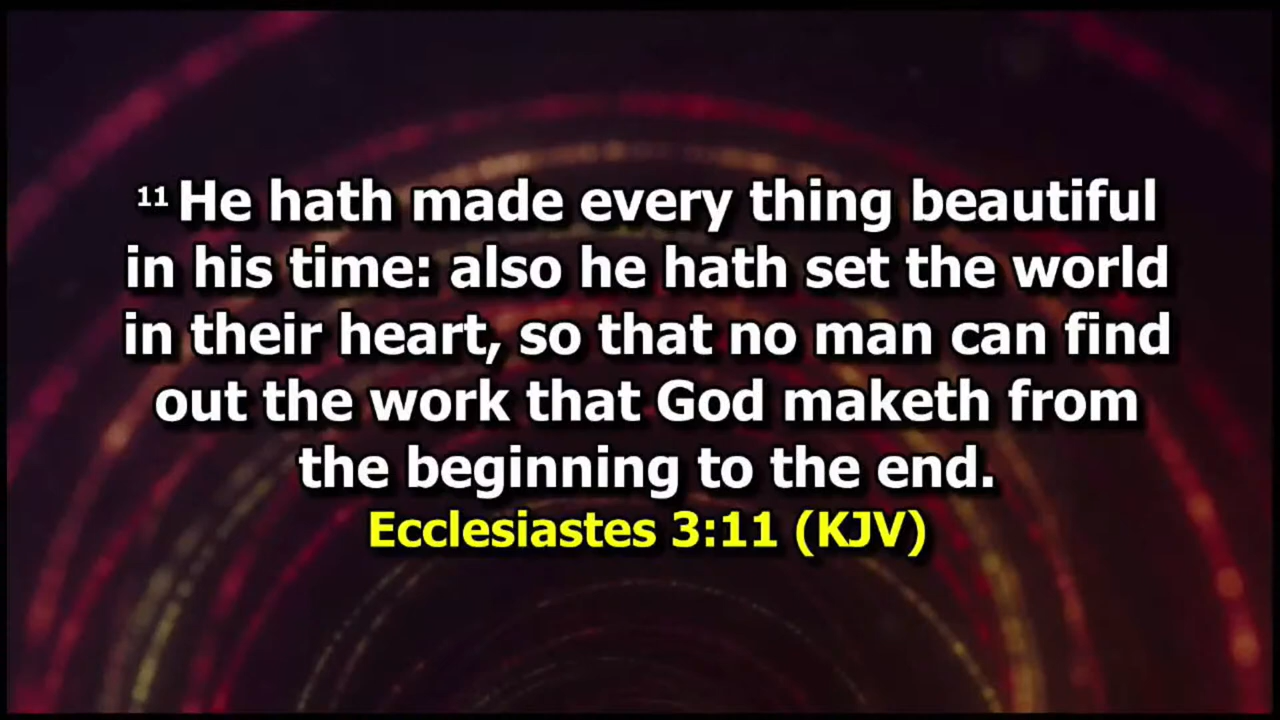 11 He hath made every thing beautiful
in his time: also he hath set the world
in their heart, so that no man can find
out the work that God maketh from
the beginning to the end.
Ecclesiastes 3:11 (KJV)